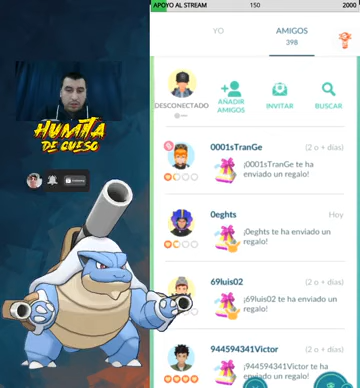 APOYO AL STREAM 150 2000
YO
AMIGOS
398
DESCONECTADO
AÑADIR
AMIGOS
INVITAR
BUSCAR
HUMITA
DE QUESO
0001sTranGe (2 o + días)
¡0001sTranGe te ha
enviado un regalo!
0eghts Hoy
¡0eghts te ha enviado un
regalo!
69luis02 (2 o + días)
¡69luis02 te ha enviado un
regalo!
944594341Victor (2 o + días)
¡944594341Victor te ha
enviado un regalo!